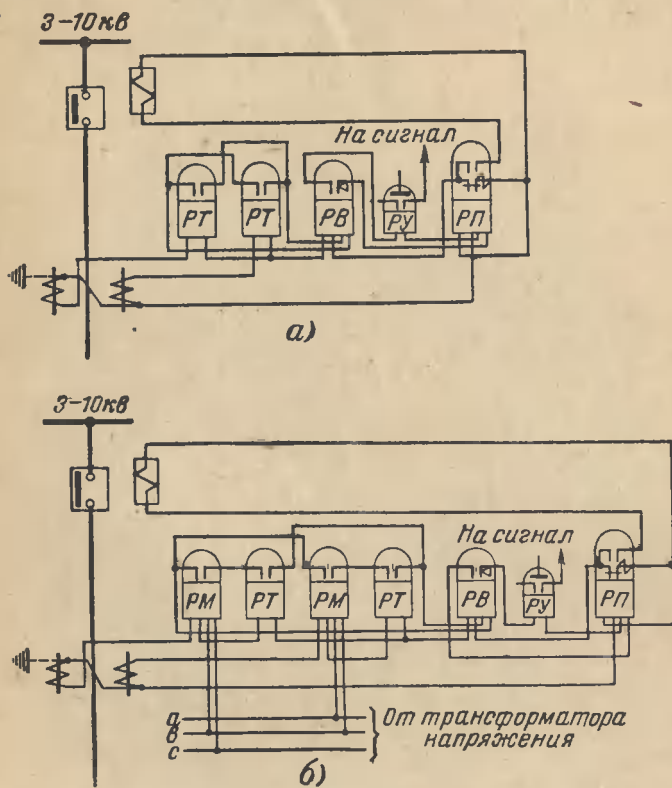 3-10кв
На сигнал
РТ РТ РВ РУ РП
а)
3-10кв
На сигнал
РМ РТ РМ РТ РВ РУ РП
а
в
с
От трансформатора
напряжения
б)